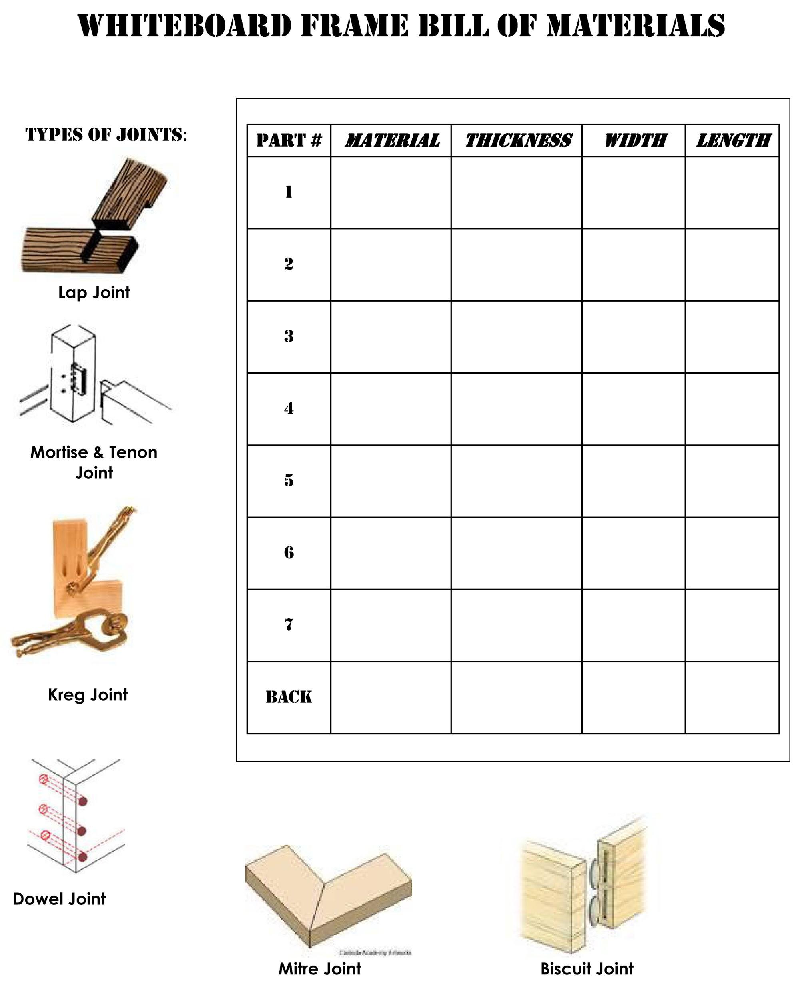 WHITEBOARD FRAME BILL OF MATERIALS
TYPES OF JOINTS:
Lap Joint
Mortise & Tenon
Joint
Kreg Joint
Dowel Joint
PART # MATERIAL THICKNESS WIDTH LENGTH
1
2
3
4
5
6
7
BACK
Mitre Joint
Biscuit Joint